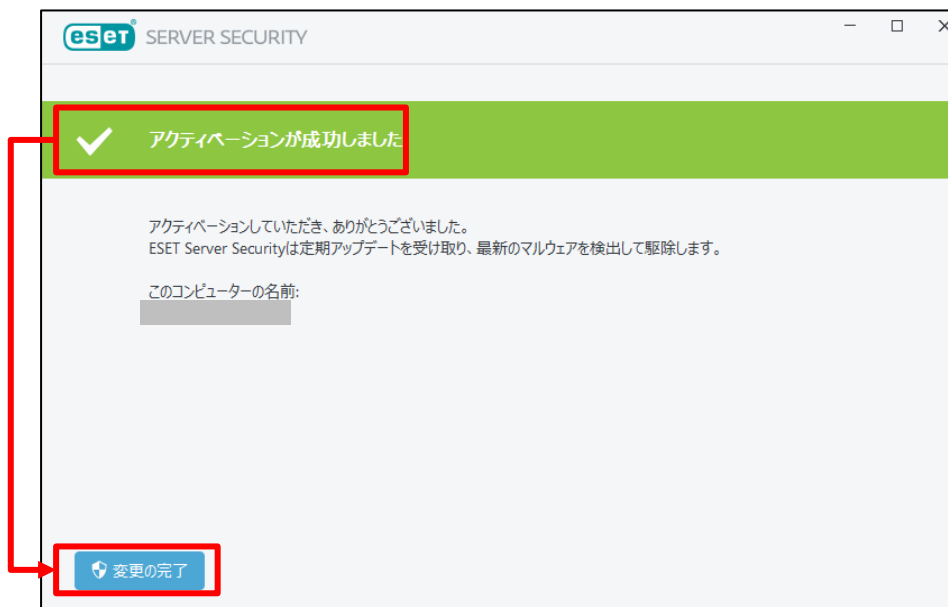 eseT® SERVER SECURITY
アクティベーションが成功しました
アクティベーションしていただき、ありがとうございました。
ESET Server Securityは定期アップデートを受け取り、最新のマルウェアを検出して駆除します。
このコンピューターの名前:
変更の完了